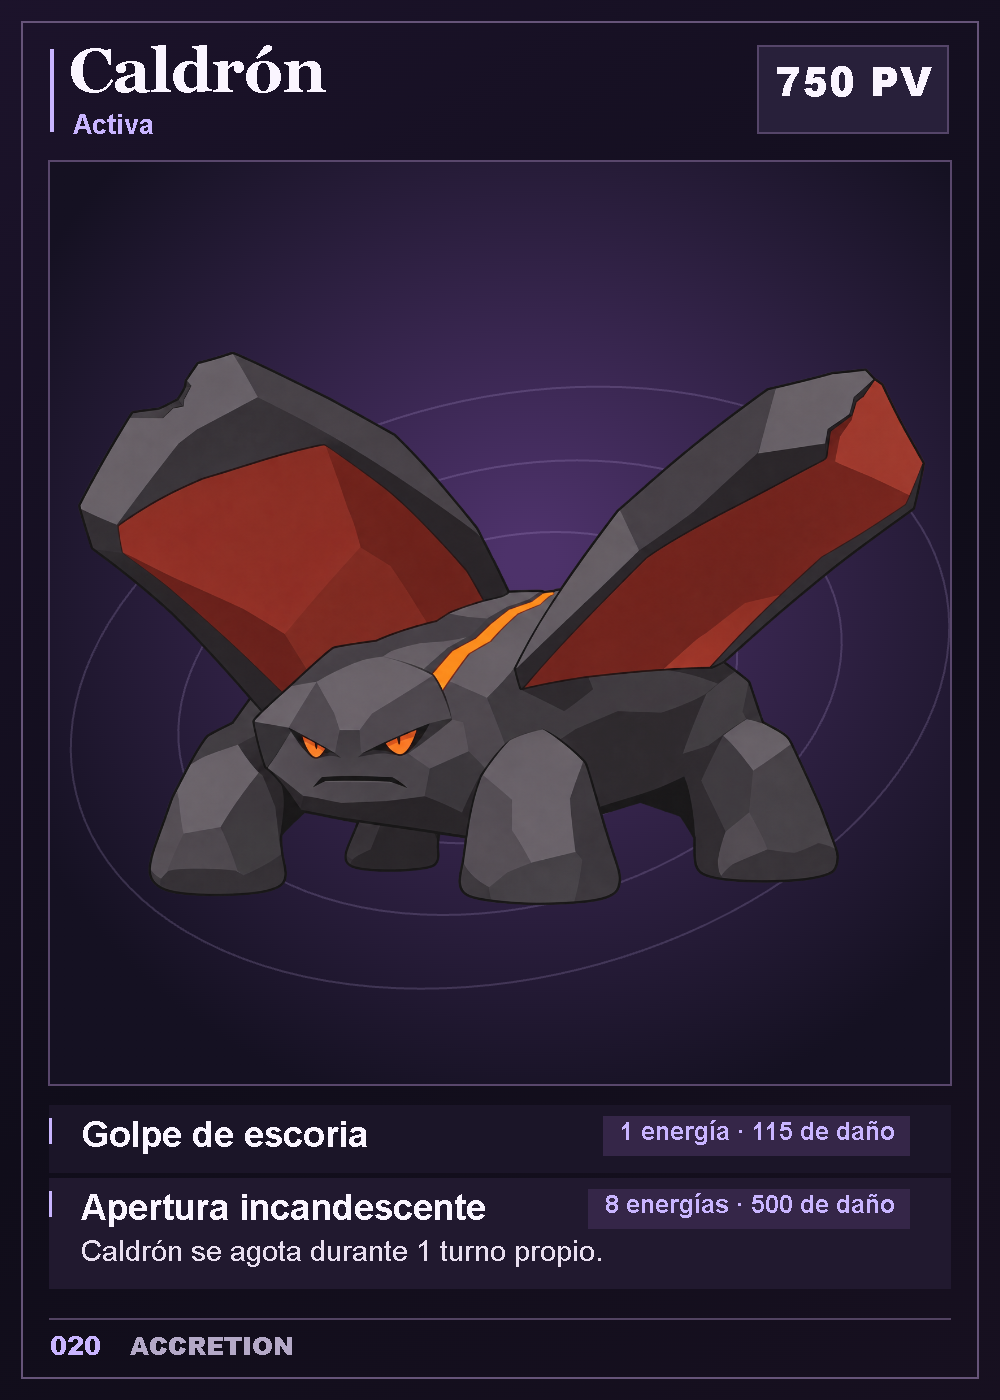 Caldrón
750 PV
Activa
Golpe de escoria
1 energía · 115 de daño
Apertura incandescente
8 energías · 500 de daño
Caldrón se agota durante 1 turno propio.
020 ACCRETION